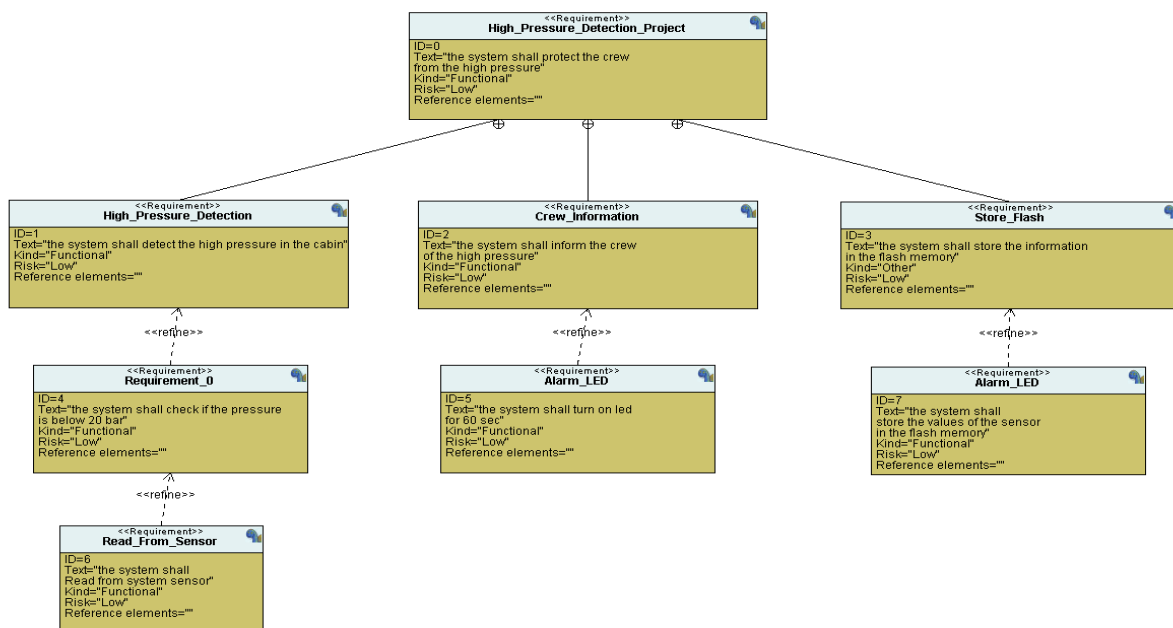 <<Requirement>>
High_Pressure_Detection_Project
ID=0
Text="the system shall protect the crew
from the high pressure"
Kind="Functional"
Risk="Low"
Reference elements=""
<<Requirement>>
High_Pressure_Detection
ID=1
Text="the system shall detect the high pressure in the cabin"
Kind="Functional"
Risk="Low"
Reference elements=""
<<Requirement>>
Crew_Information
ID=2
Text="the system shall inform the crew
of the high pressure"
Kind="Functional"
Risk="Low"
Reference elements=""
<<Requirement>>
Store_Flash
ID=3
Text="the system shall store the information
in the flash memory"
Kind="Other"
Risk="Low"
Reference elements=""
<<refine>>
<<refine>>
<<refine>>
<<Requirement>>
Requirement_0
ID=4
Text="the system shall check if the pressure
is below 20 bar"
Kind="Functional"
Risk="Low"
Reference elements=""
<<Requirement>>
Alarm_LED
ID=5
Text="the system shall turn on led
for 60 sec"
Kind="Functional"
Risk="Low"
Reference elements=""
<<Requirement>>
Alarm_LED
ID=7
Text="the system shall
store the values of the sensor
in the flash memory"
Kind="Functional"
Risk="Low"
Reference elements=""
<<refine>>
<<Requirement>>
Read_From_Sensor
ID=6
Text="the system shall
Read from system sensor"
Kind="Functional"
Risk="Low"
Reference elements=""